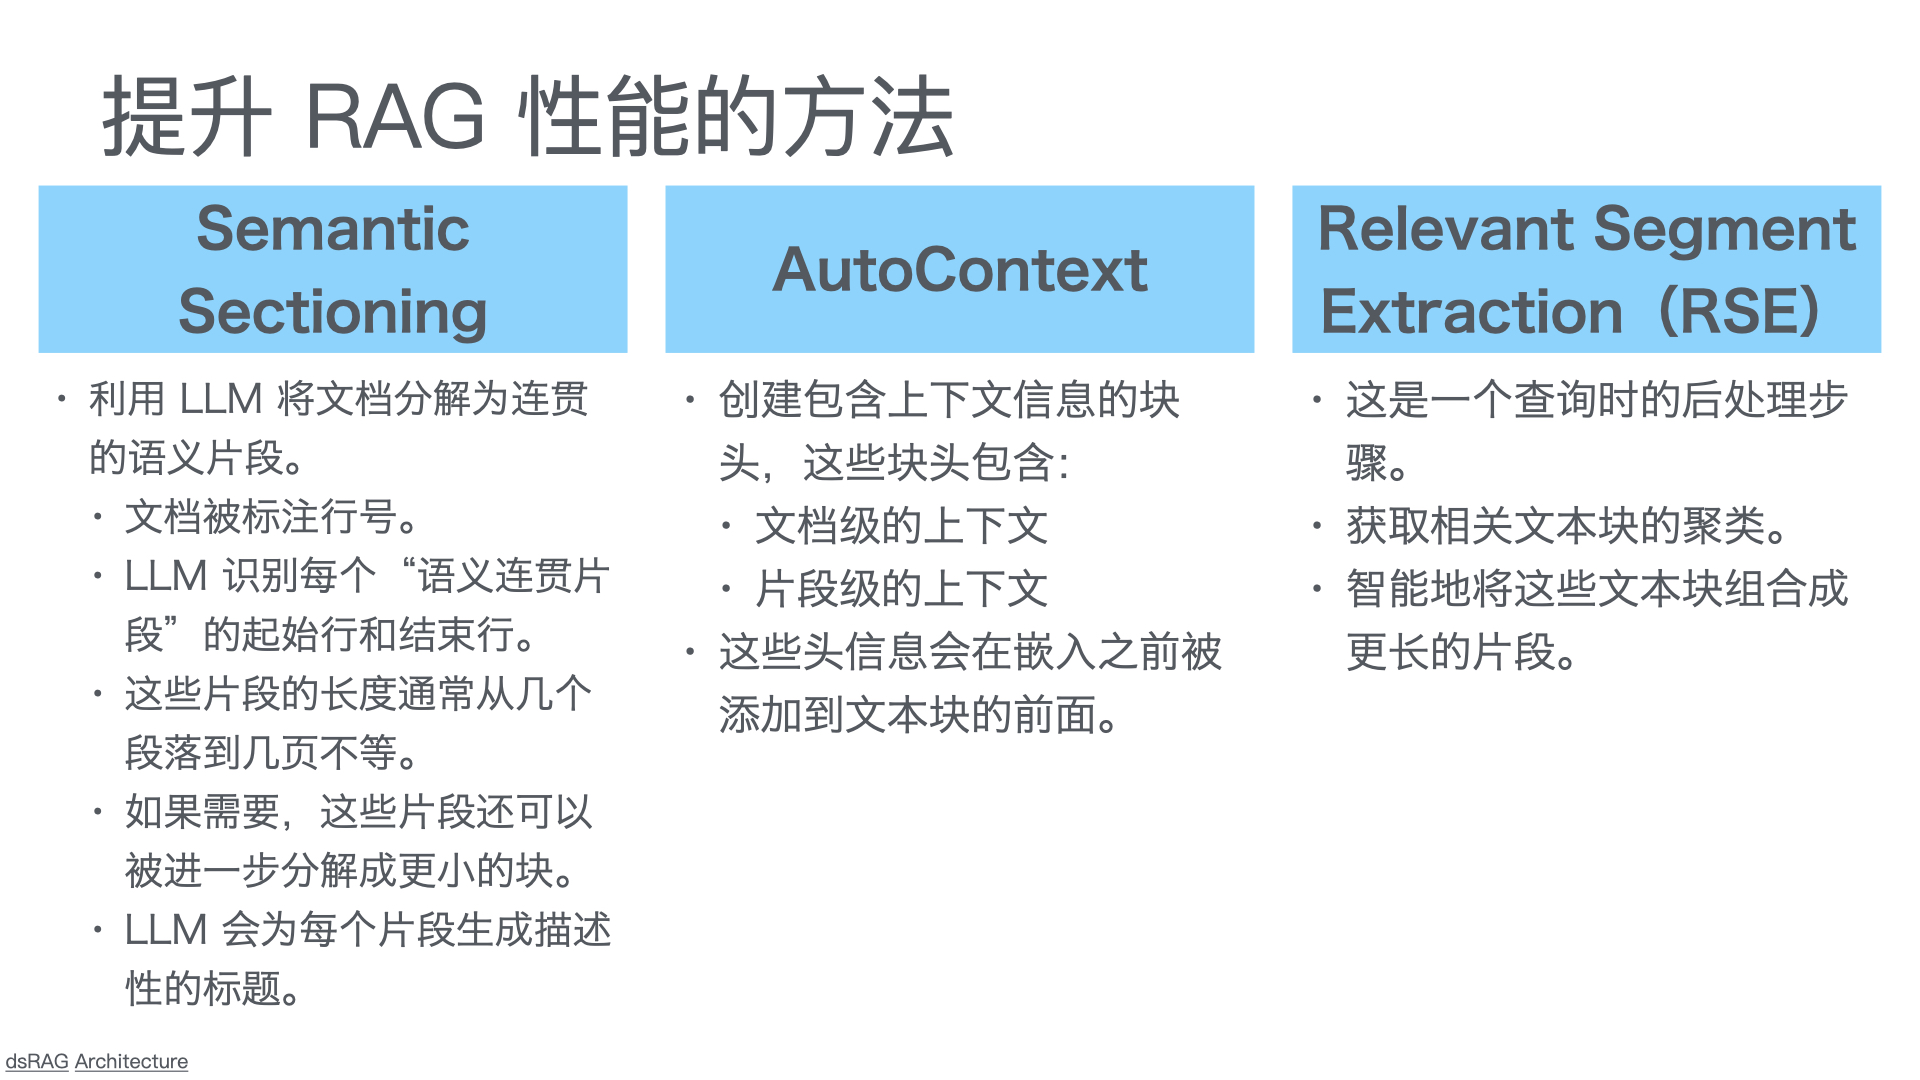 提升 RAG 性能的方法
Semantic
Sectioning
• 利用 LLM 将文档分解为连贯
的语义片段。
• 文档被标注行号。
• LLM 识别每个“语义连贯片
段”的起始行和结束行。
• 这些片段的长度通常从几个
段落到几页不等。
• 如果需要，这些片段还可以
被进一步分解成更小的块。
• LLM 会为每个片段生成描述
性的标题。
AutoContext
• 创建包含上下文信息的块
头，这些块头包含：
• 文档级的上下文
• 片段级的上下文
• 这些头信息会在嵌入之前被
添加到文本块的前面。
Relevant Segment
Extraction（RSE）
• 这是一个查询时的后处理步
骤。
• 获取相关文本块的聚类。
• 智能地将这些文本块组合成
更长的片段。
dsRAG Architecture